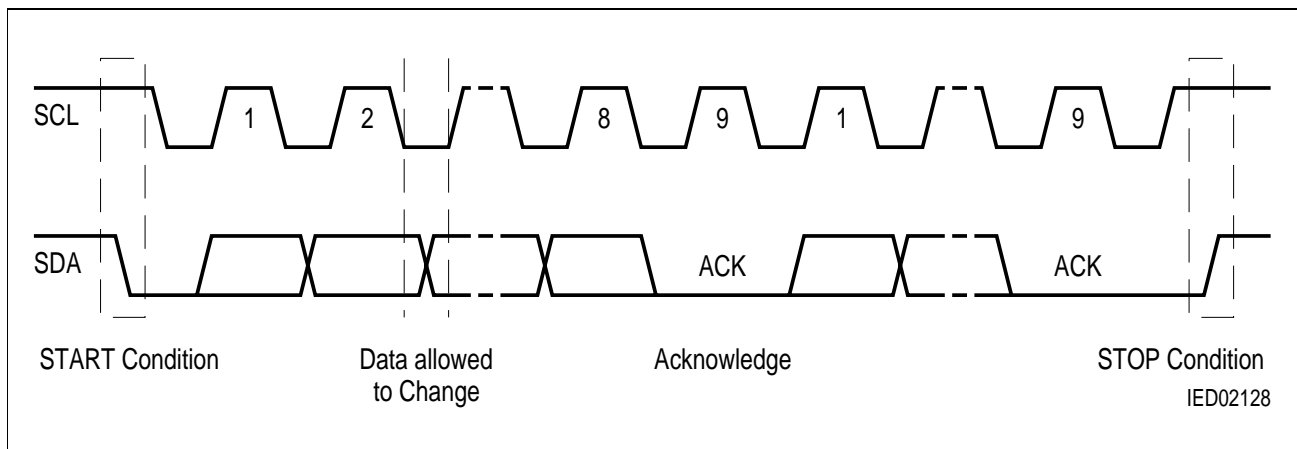 SCL 1 2 8 9 1 9
SDA ACK ACK
START Condition Data allowed Acknowledge STOP Condition
to Change
IED02128